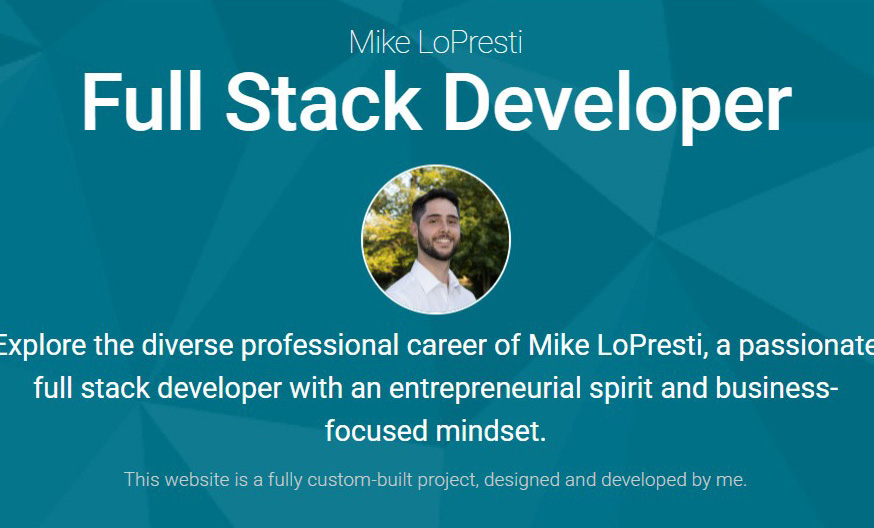 Mike LoPresti
Full Stack Developer
Explore the diverse professional career of Mike LoPresti, a passionate
full stack developer with an entrepreneurial spirit and business-
focused mindset.
This website is a fully custom-built project, designed and developed by me.